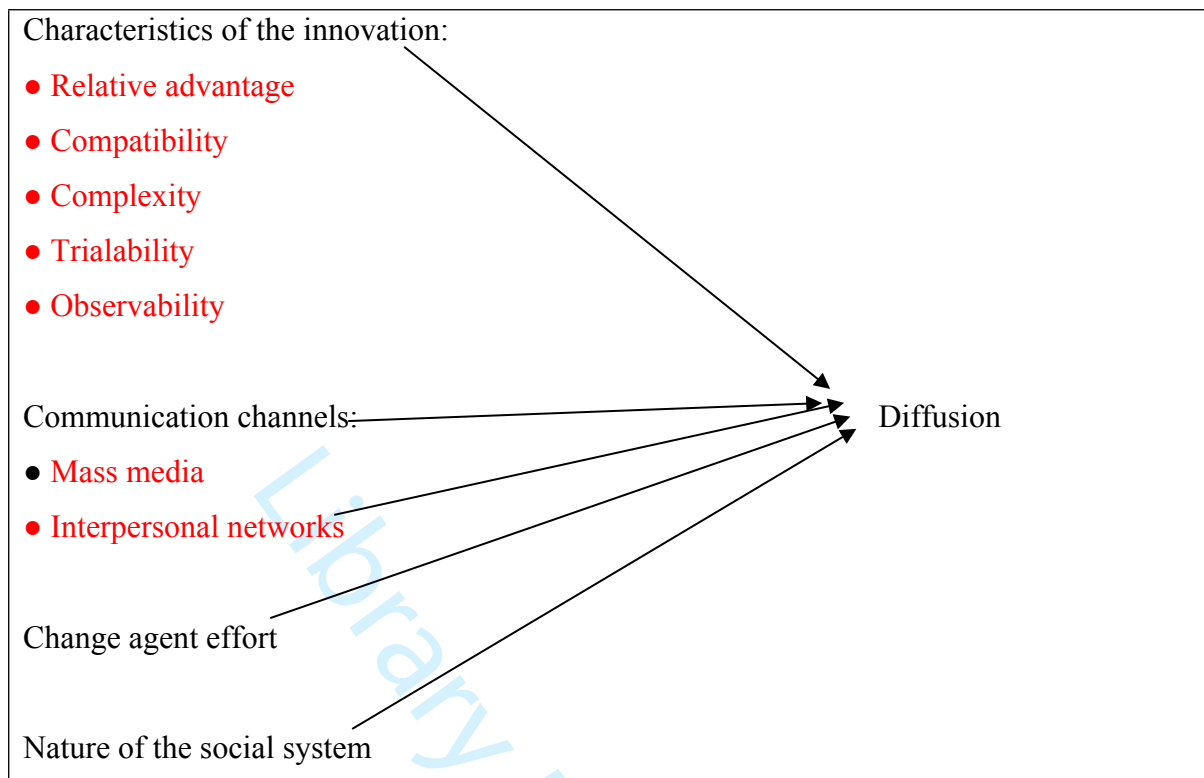 Characteristics of the innovation:
● Relative advantage
● Compatibility
● Complexity
● Trialability
● Observability
Communication channels:
Diffusion
● Mass media
● Interpersonal networks
Change agent effort
Nature of the social system
Library